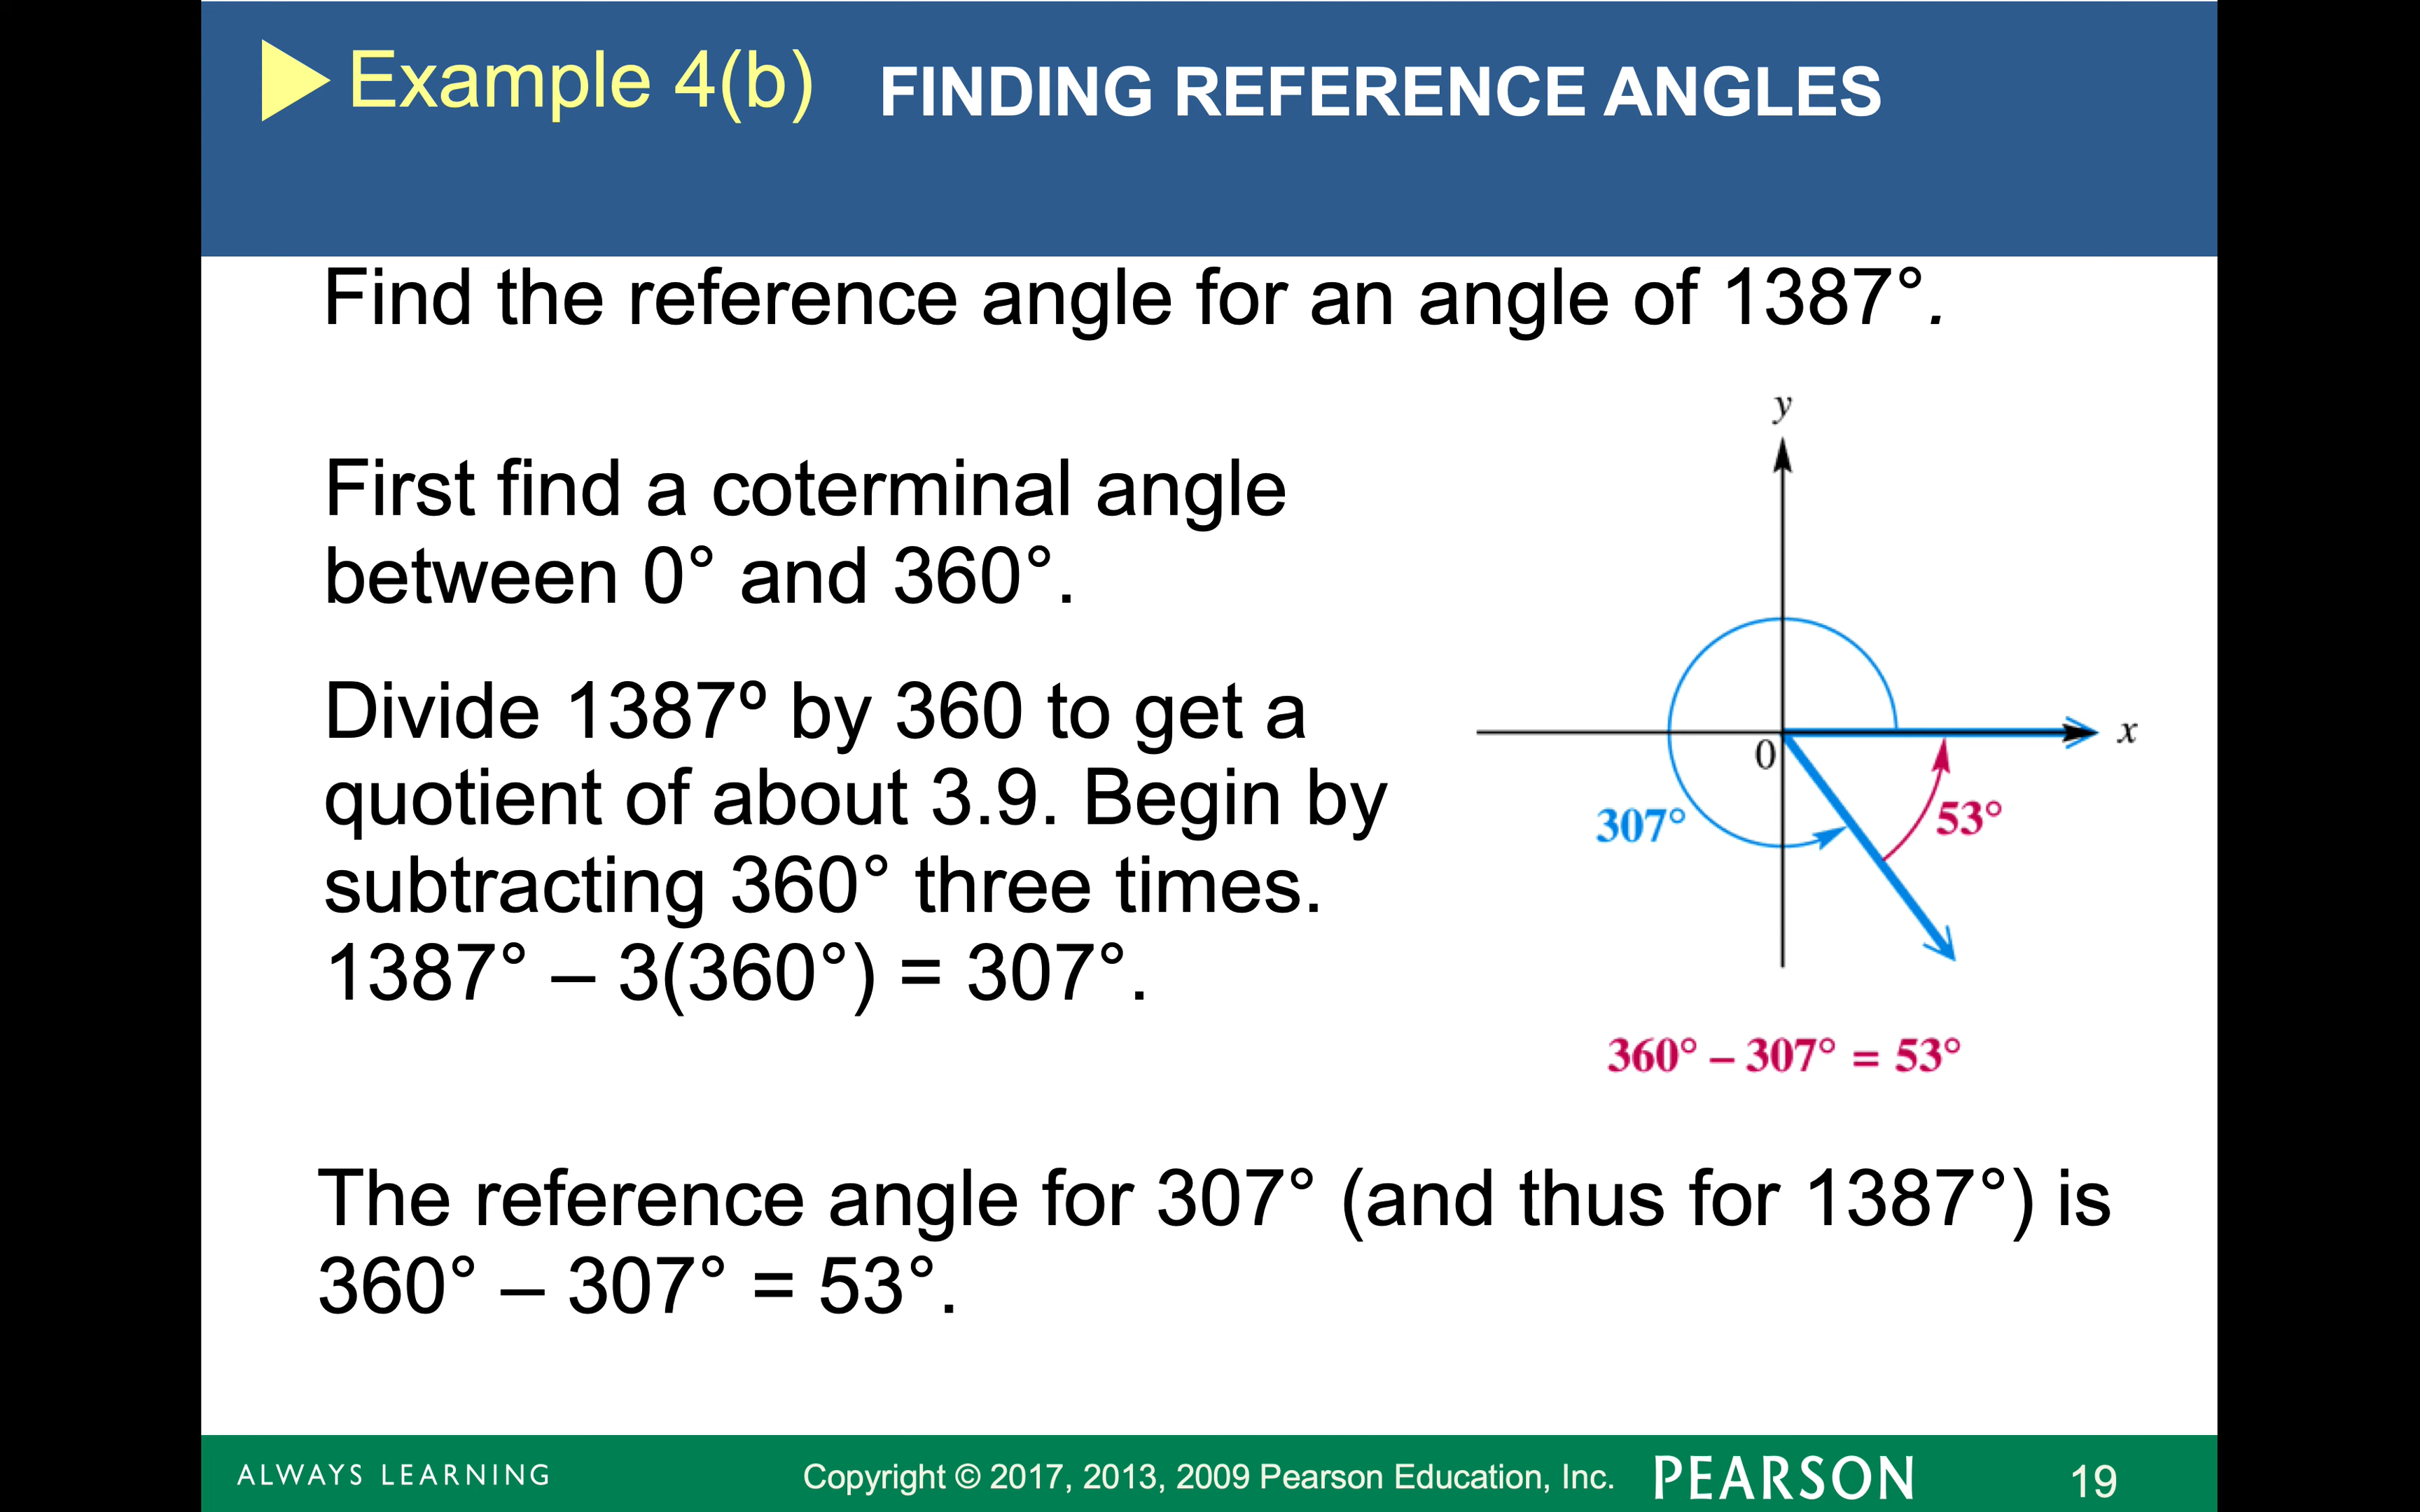 Example 4(b) FINDING REFERENCE ANGLES
Find the reference angle for an angle of 1387°.
First find a coterminal angle
between 0° and 360°.
Divide 1387º by 360 to get a
quotient of about 3.9. Begin by
subtracting 360° three times.
1387° – 3(360°) = 307°.
y
x
0
307°
53°
360° – 307° = 53°
The reference angle for 307° (and thus for 1387°) is
360° – 307° = 53°.
ALWAYS LEARNING Copyright © 2017, 2013, 2009 Pearson Education, Inc. PEARSON 19